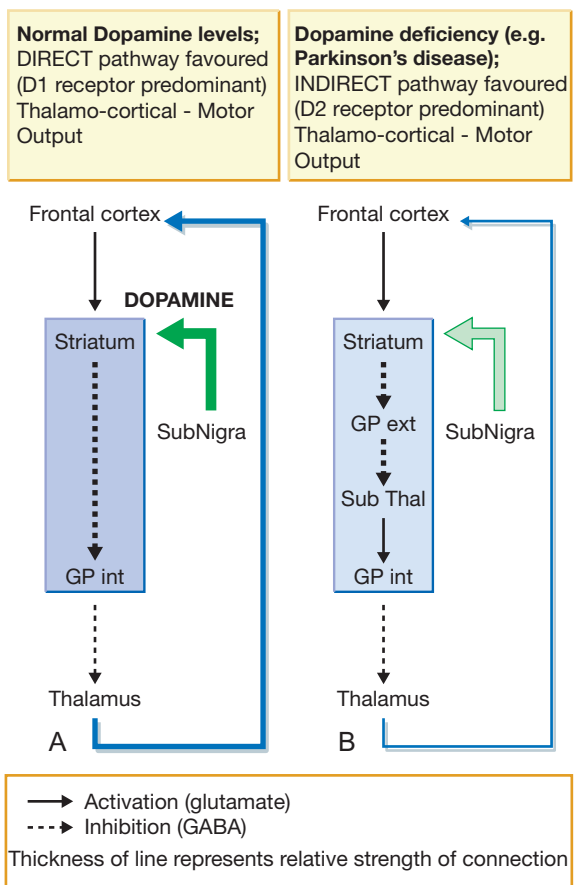 Normal Dopamine levels;
DIRECT pathway favoured
(D1 receptor predominant)
Thalamo-cortical - Motor
Output
Dopamine deficiency (e.g.
Parkinson's disease);
INDIRECT pathway favoured
(D2 receptor predominant)
Thalamo-cortical - Motor
Output
Frontal cortex
DOPAMINE
Striatum
SubNigra
GP int
Thalamus
A
Frontal cortex
Striatum
GP ext
SubNigra
Sub Thal
GP int
Thalamus
B
Activation (glutamate)
Inhibition (GABA)
Thickness of line represents relative strength of connection